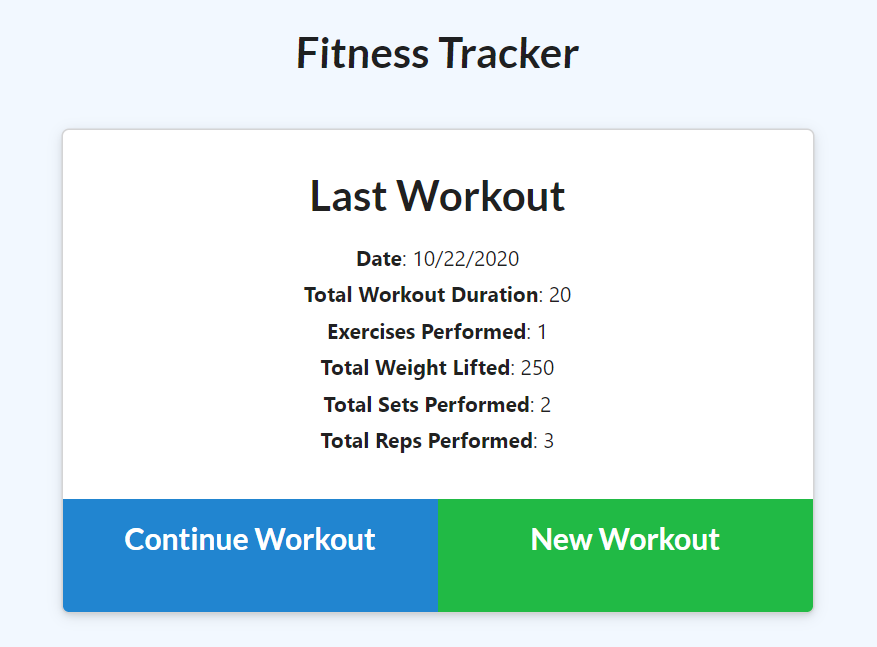 Fitness Tracker
Last Workout
Date: 10/22/2020
Total Workout Duration: 20
Exercises Performed: 1
Total Weight Lifted: 250
Total Sets Performed: 2
Total Reps Performed: 3
Continue Workout
New Workout